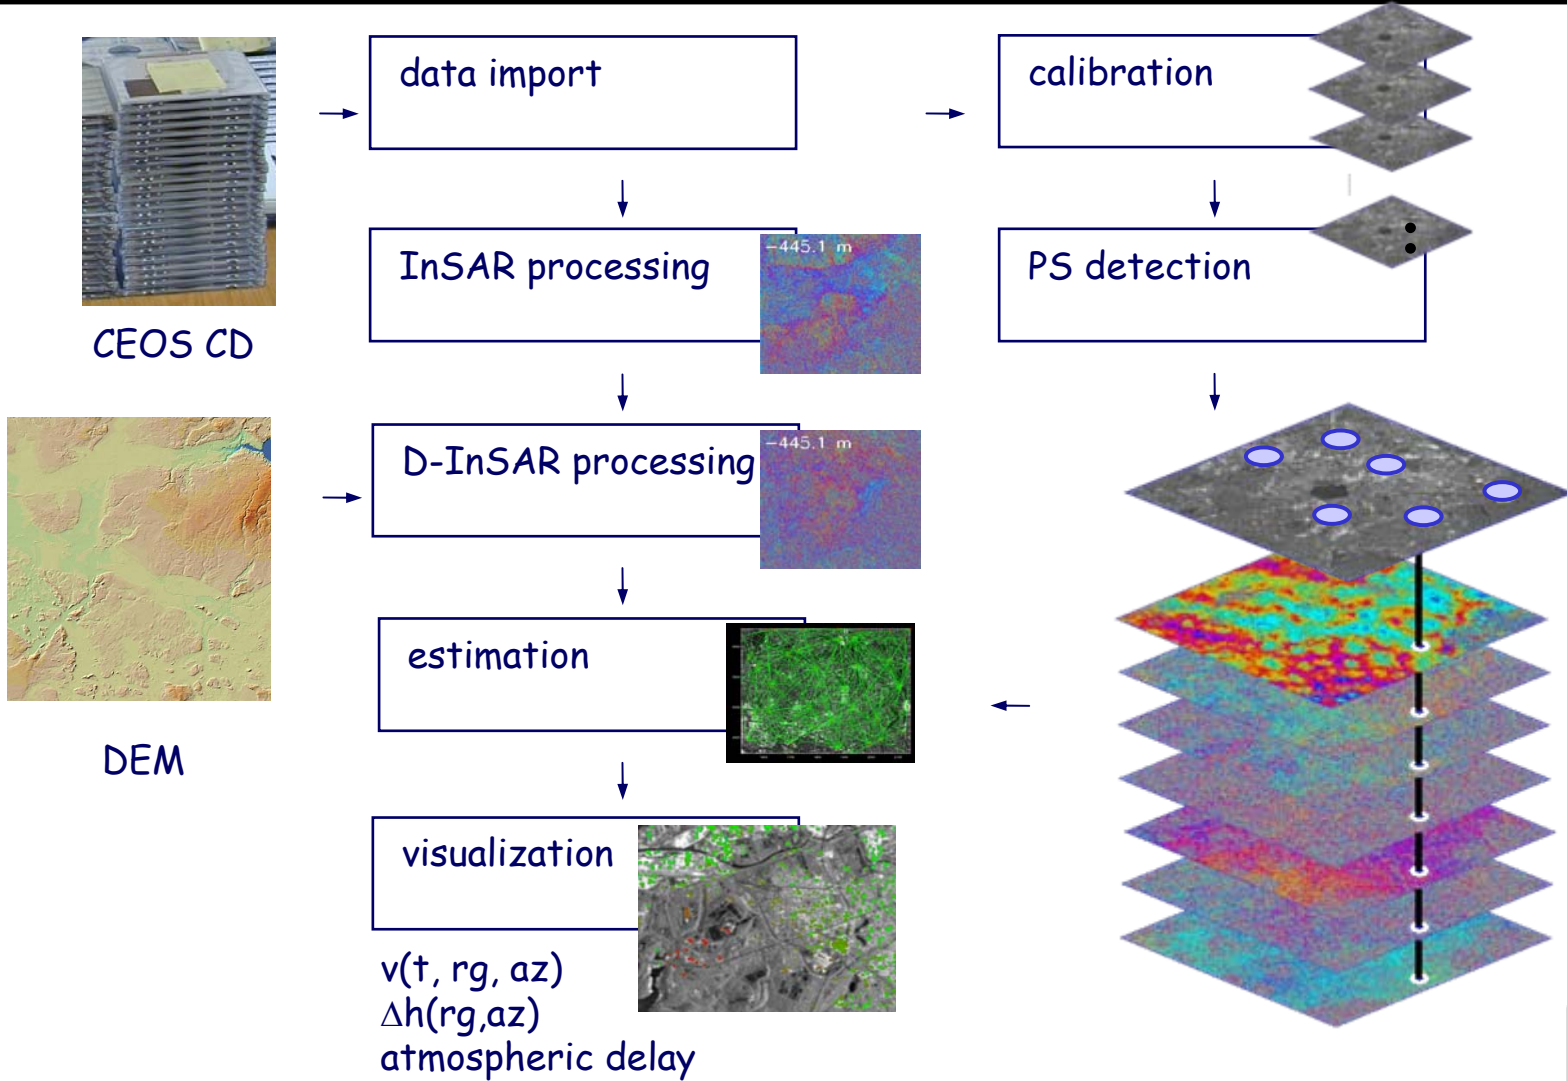 data import
calibration
InSAR processing
-445.1 m
PS detection
CEOS CD
D-InSAR processing
-445.1 m
estimation
DEM
visualization
v(t, rg, az)
Δh(rg,az)
atmospheric delay